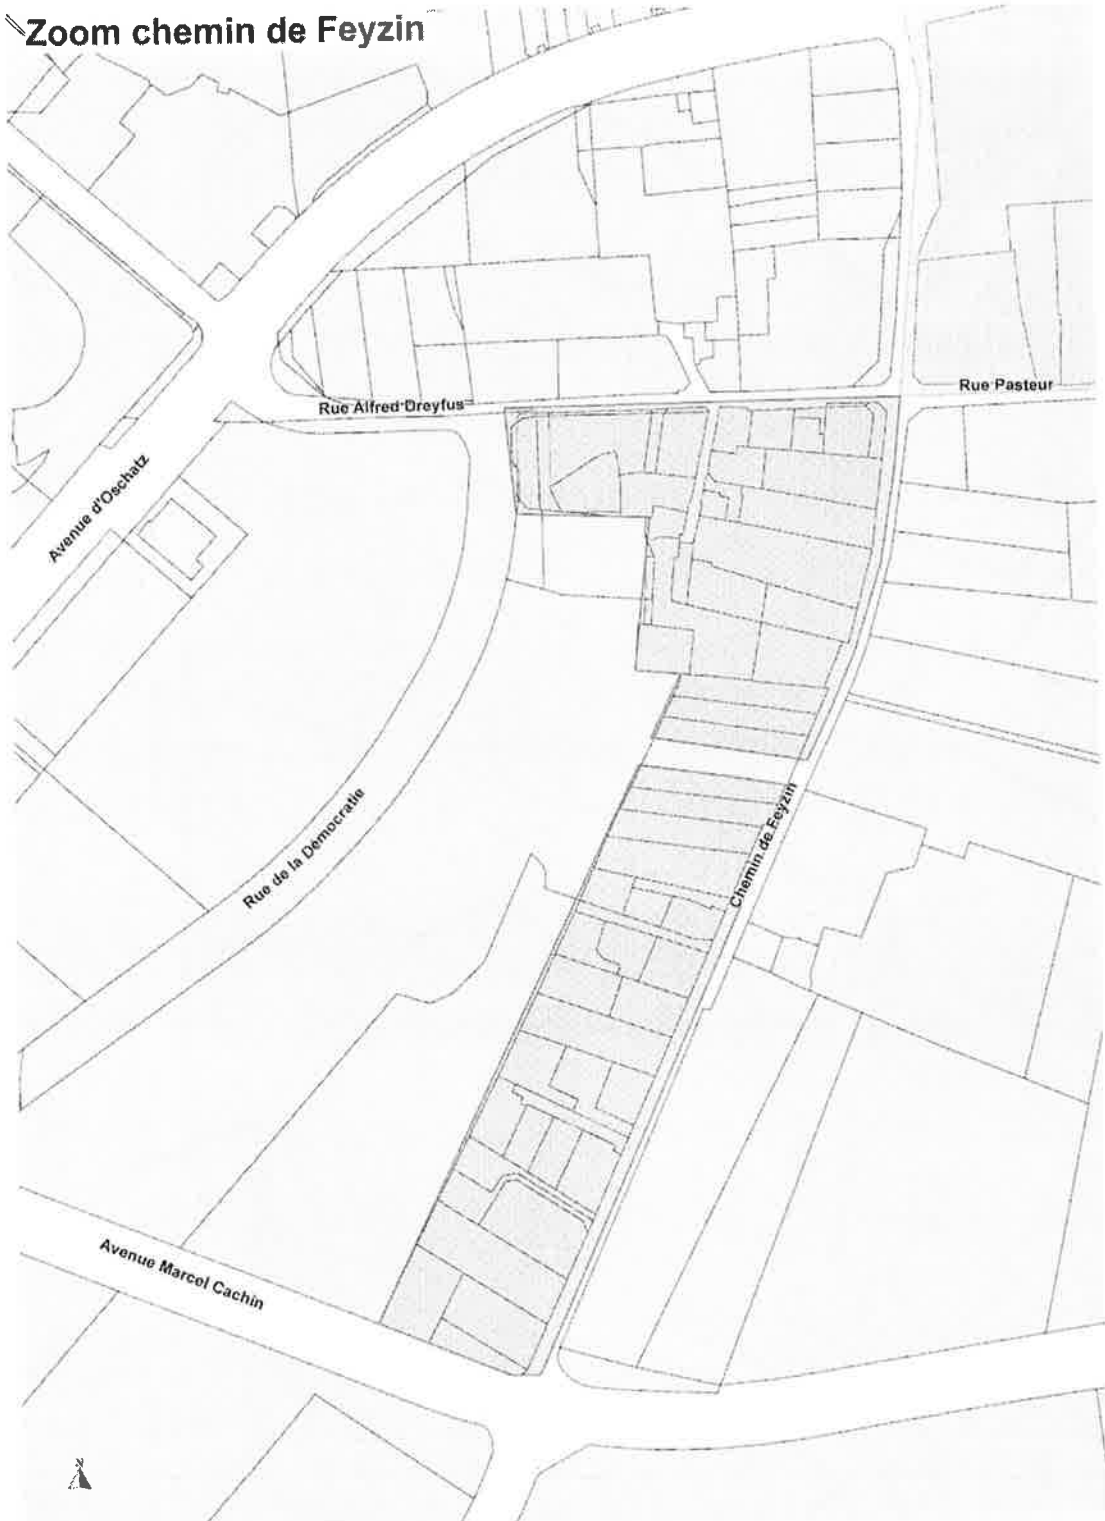 Zoom chemin de Feyzin
Rue Pasteur
Rue Alfred Dreyfus
Avenue d'Oschatz
Chemin de Feyzin
Rue de la Démocratie
Avenue Marcel Cachin
N